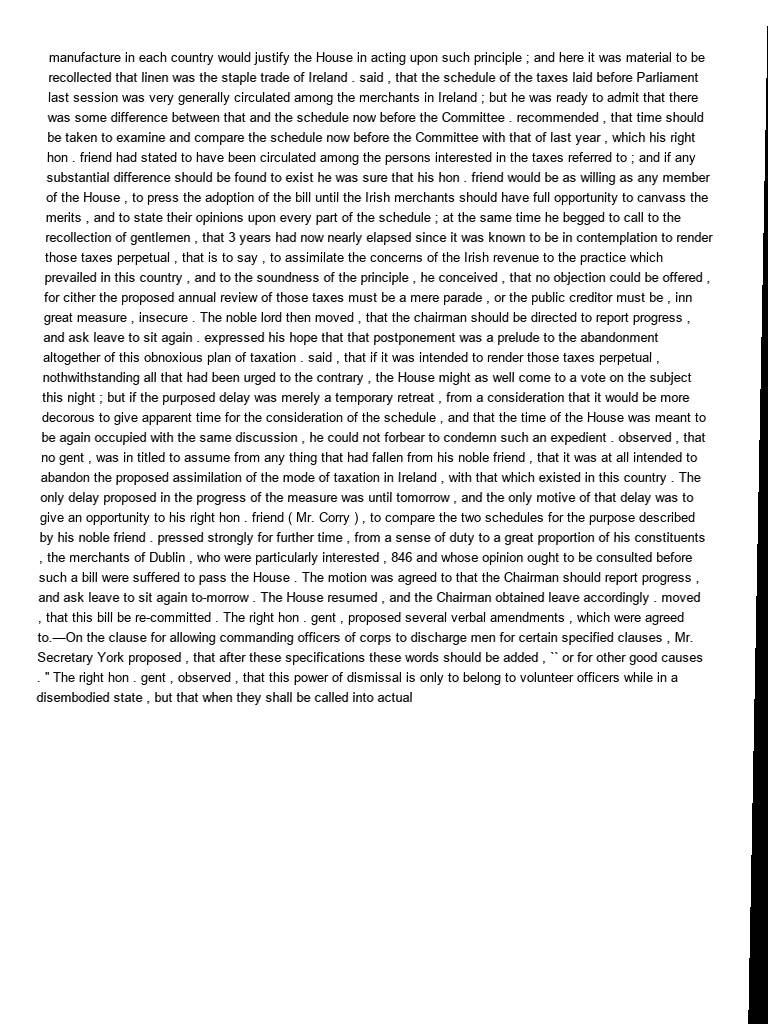 manufacture in each country would justify the House in acting upon such principle ; and here it was material to be
recollected that linen was the staple trade of Ireland . said , that the schedule of the taxes laid before Parliament
last session was very generally circulated among the merchants in Ireland ; but he was ready to admit that there
was some difference between that and the schedule now before the Committee . recommended , that time should
be taken to examine and compare the schedule now before the Committee with that of last year , which his right
hon . friend had stated to have been circulated among the persons interested in the taxes referred to ; and if any
substantial difference should be found to exist he was sure that his hon . friend would be as willing as any member
of the House , to press the adoption of the bill until the Irish merchants should have full opportunity to canvass the
merits , and to state their opinions upon every part of the schedule ; at the same time he begged to call to the
recollection of gentlemen , that 3 years had now nearly elapsed since it was known to be in contemplation to render
those taxes perpetual , that is to say , to assimilate the concerns of the Irish revenue to the practice which
prevailed in this country , and to the soundness of the principle , he conceived , that no objection could be offered ,
for cither the proposed annual review of those taxes must be a mere parade , or the public creditor must be , inn
great measure , insecure . The noble lord then moved , that the chairman should be directed to report progress ,
and ask leave to sit again . expressed his hope that that postponement was a prelude to the abandonment
altogether of this obnoxious plan of taxation . said , that if it was intended to render those taxes perpetual ,
nothwithstanding all that had been urged to the contrary , the House might as well come to a vote on the subject
this night ; but if the purposed delay was merely a temporary retreat , from a consideration that it would be more
decorous to give apparent time for the consideration of the schedule , and that the time of the House was meant to
be again occupied with the same discussion , he could not forbear to condemn such an expedient . observed , that
no gent , was in titled to assume from any thing that had fallen from his noble friend , that it was at all intended to
abandon the proposed assimilation of the mode of taxation in Ireland , with that which existed in this country . The
only delay proposed in the progress of the measure was until tomorrow , and the only motive of that delay was to
give an opportunity to his right hon . friend ( Mr. Corry ) , to compare the two schedules for the purpose described
by his noble friend . pressed strongly for further time , from a sense of duty to a great proportion of his constituents
, the merchants of Dublin , who were particularly interested , 846 and whose opinion ought to be consulted before
such a bill were suffered to pass the House . The motion was agreed to that the Chairman should report progress ,
and ask leave to sit again to-morrow . The House resumed , and the Chairman obtained leave accordingly . moved
, that this bill be re-committed . The right hon . gent , proposed several verbal amendments , which were agreed
to.—On the clause for allowing commanding officers of corps to discharge men for certain specified clauses , Mr.
Secretary York proposed , that after these specifications these words should be added , `` or for other good causes
. " The right hon . gent , observed , that this power of dismissal is only to belong to volunteer officers while in a
disembodied state , but that when they shall be called into actual